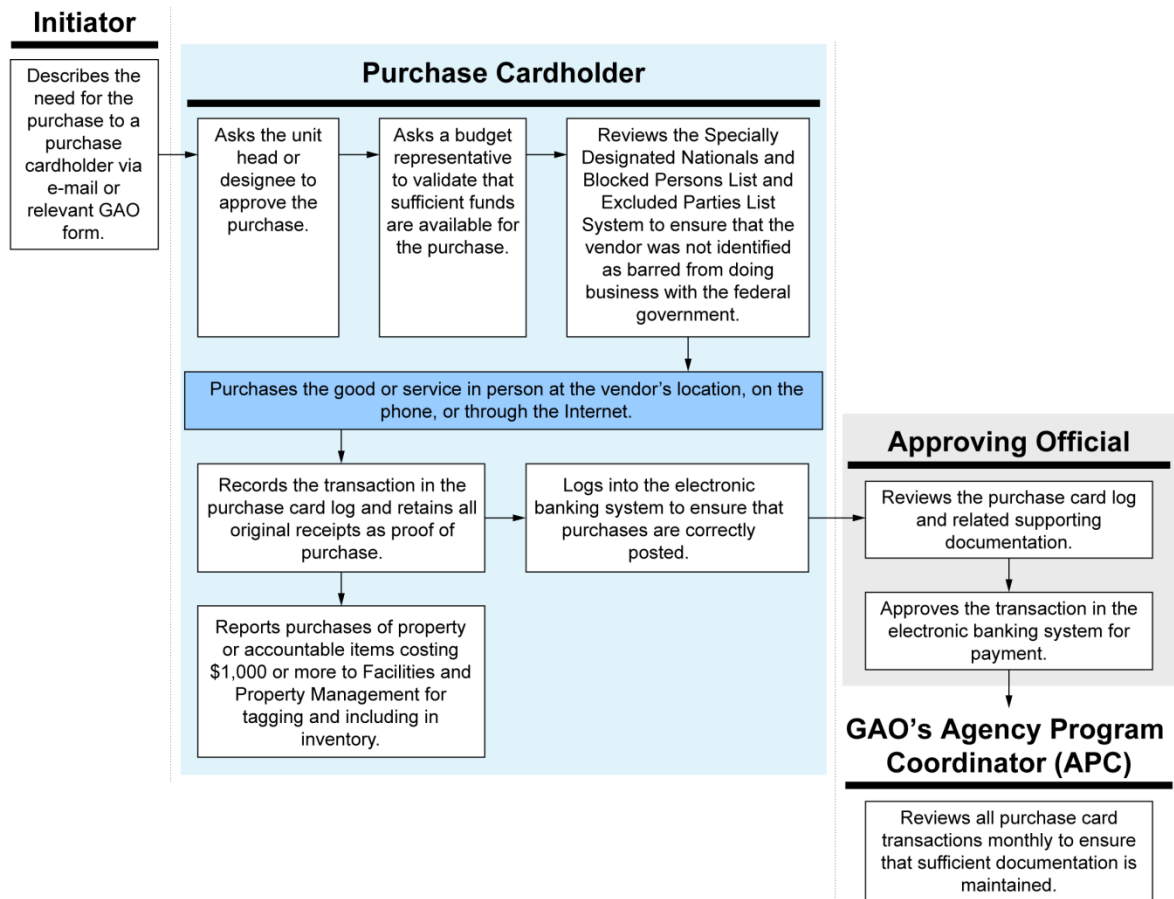 Initiator
Describes the
need for the
purchase to a
purchase
cardholder via
e-mail or
relevant GAO
form.
Purchase Cardholder
Asks the unit
head or
designee to
approve the
purchase.
Asks a budget
representative
to validate that
sufficient funds
are available for
the purchase.
Reviews the Specially
Designated Nationals and
Blocked Persons List and
Excluded Parties List
System to ensure that the
vendor was not identified
as barred from doing
business with the federal
government.
Purchases the good or service in person at the vendor’s location, on the
phone, or through the Internet.
Records the transaction in the
purchase card log and retains all
original receipts as proof of
purchase.
Logs into the electronic
banking system to ensure that
purchases are correctly
posted.
Reports purchases of property
or accountable items costing
$1,000 or more to Facilities and
Property Management for
tagging and including in
inventory.
Approving Official
Reviews the purchase card log
and related supporting
documentation.
Approves the transaction in the
electronic banking system for
payment.
GAO’s Agency Program
Coordinator (APC)
Reviews all purchase card
transactions monthly to ensure
that sufficient documentation is
maintained.